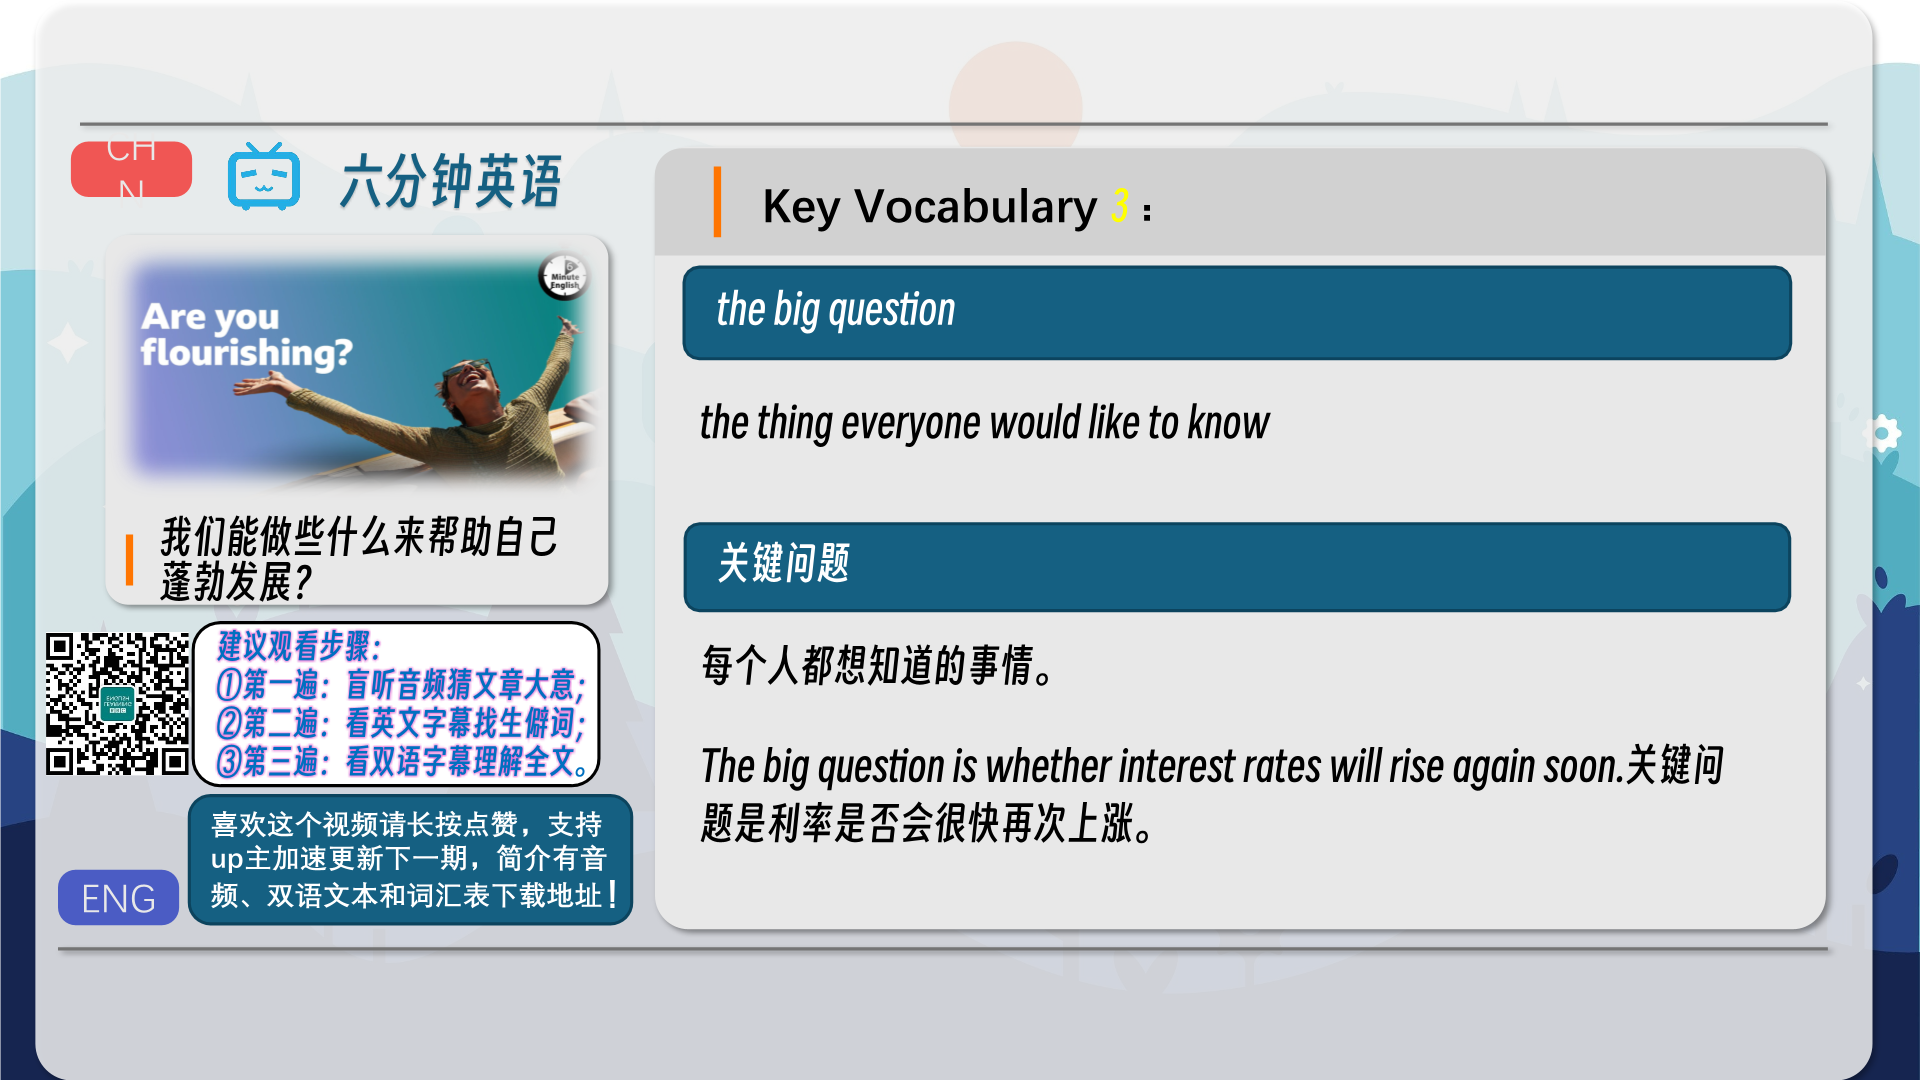 CH
N
六分钟英语
6
Minute
English
Are you
flourishing?
我们能做些什么来帮助自己
蓬勃发展?
建议观看步骤:
①第一遍: 盲听音频猜文章大意;
②第二遍: 看英文字幕找生僻词;
③第三遍: 看双语字幕理解全文。
喜欢这个视频请长按点赞，支持
up主加速更新下一期，简介有音
频、双语文本和词汇表下载地址！
ENG
Key Vocabulary 3：
the big question
the thing everyone would like to know
关键问题
每个人都想知道的事情。
The big question is whether interest rates will rise again soon.关键问
题是利率是否会很快再次上涨。